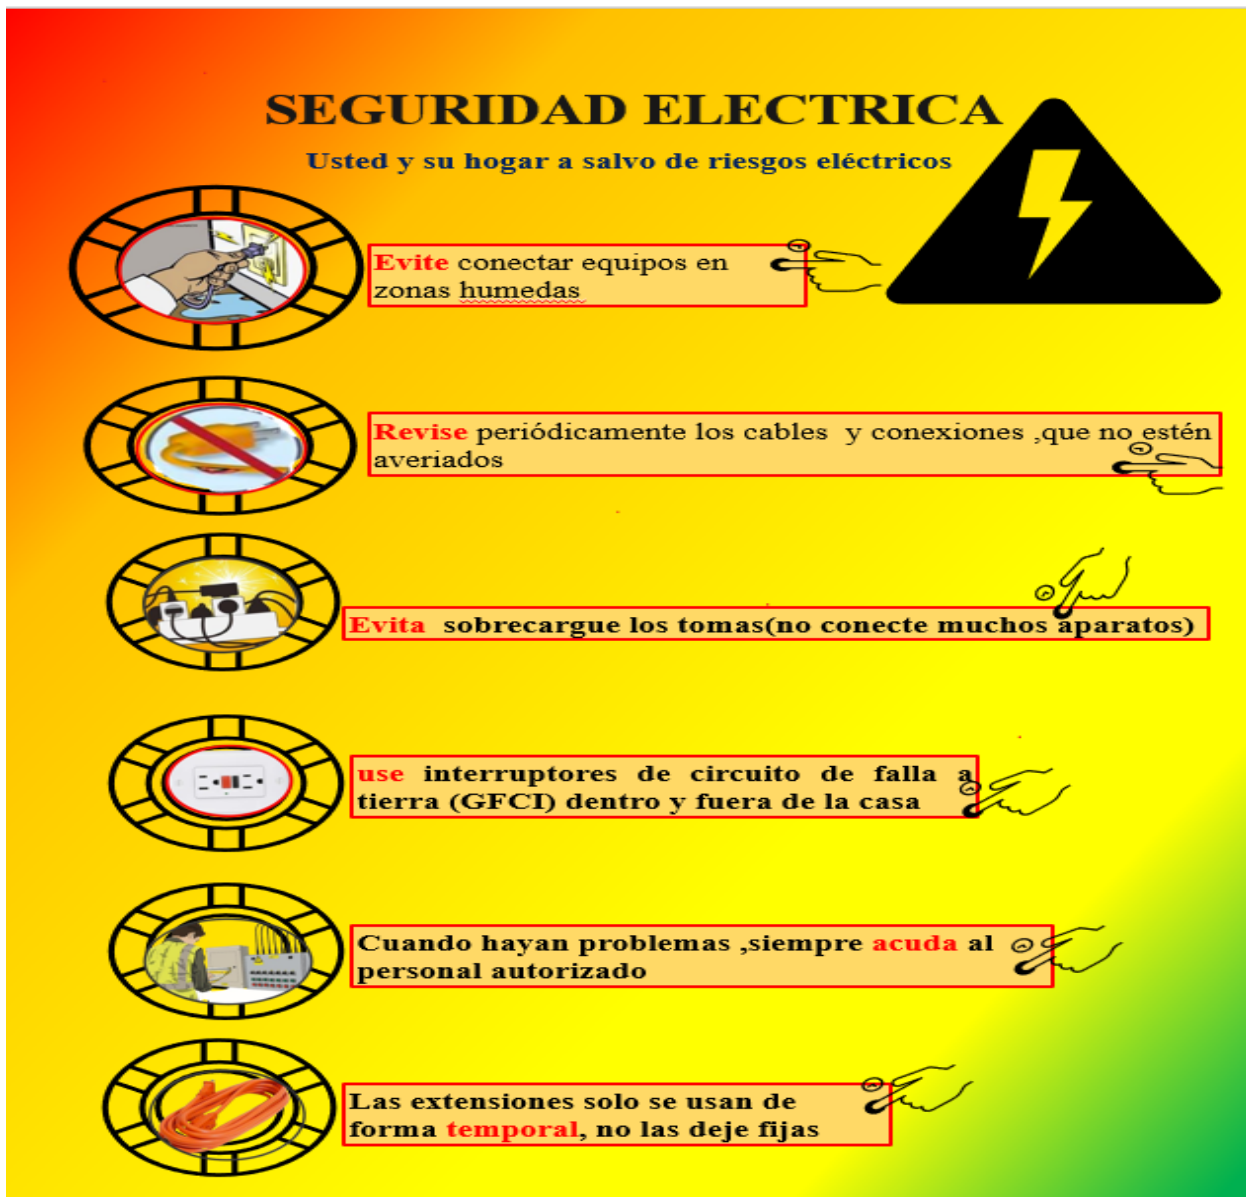 SEGURIDAD ELECTRICA
Usted y su hogar a salvo de riesgos eléctricos
Evite conectar equipos en
zonas humedas
Revise periódicamente los cables y conexiones ,que no estén
averiados
Evita sobrecargue los tomas(no conecte muchos aparatos)
use interruptores de circuito de falla a
tierra (GFCI) dentro y fuera de la casa
Cuando hayan problemas ,siempre acuda al
personal autorizado
Las extensiones solo se usan de
forma temporal, no las deje fijas